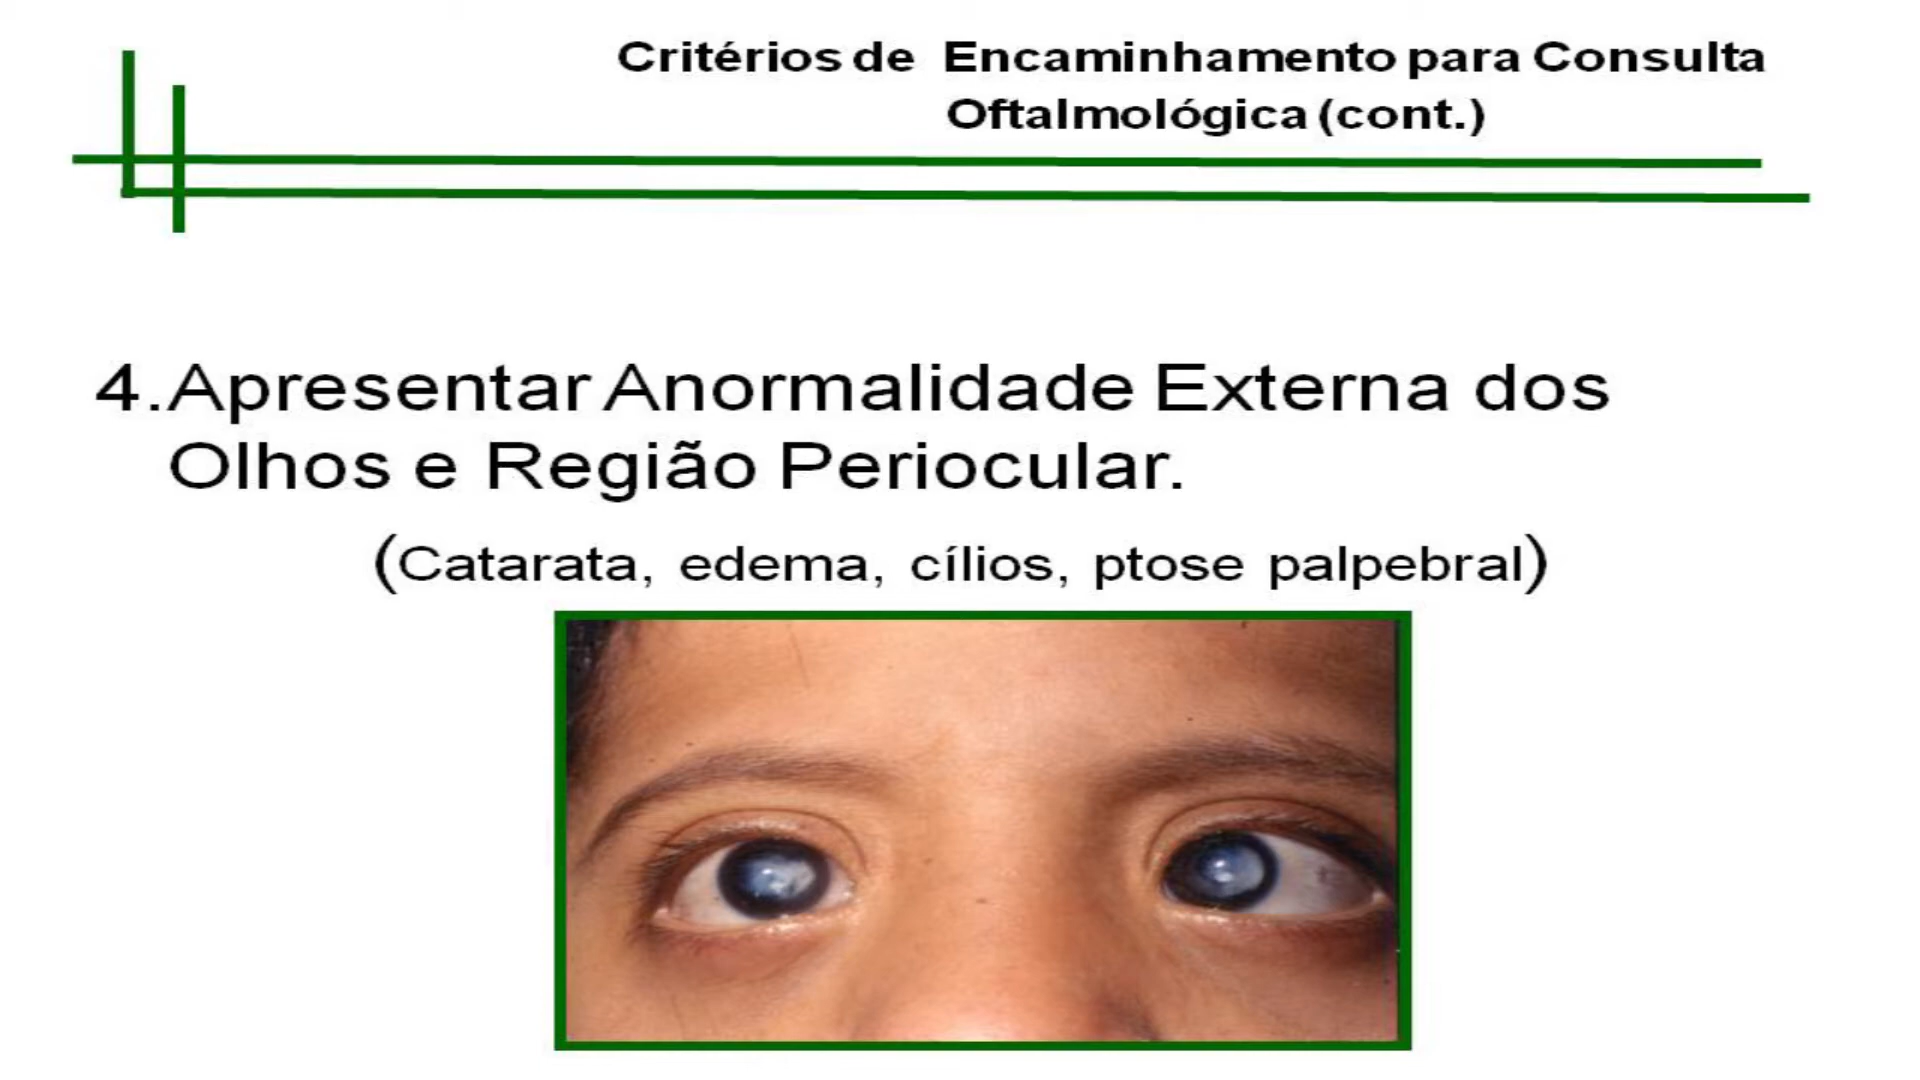 Critérios de Encaminhamento para Consulta
Oftalmológica (cont.)
4.Apresentar Anormalidade Externa dos
Olhos e Região Periocular.
(Catarata, edema, cílios, ptose palpebral)